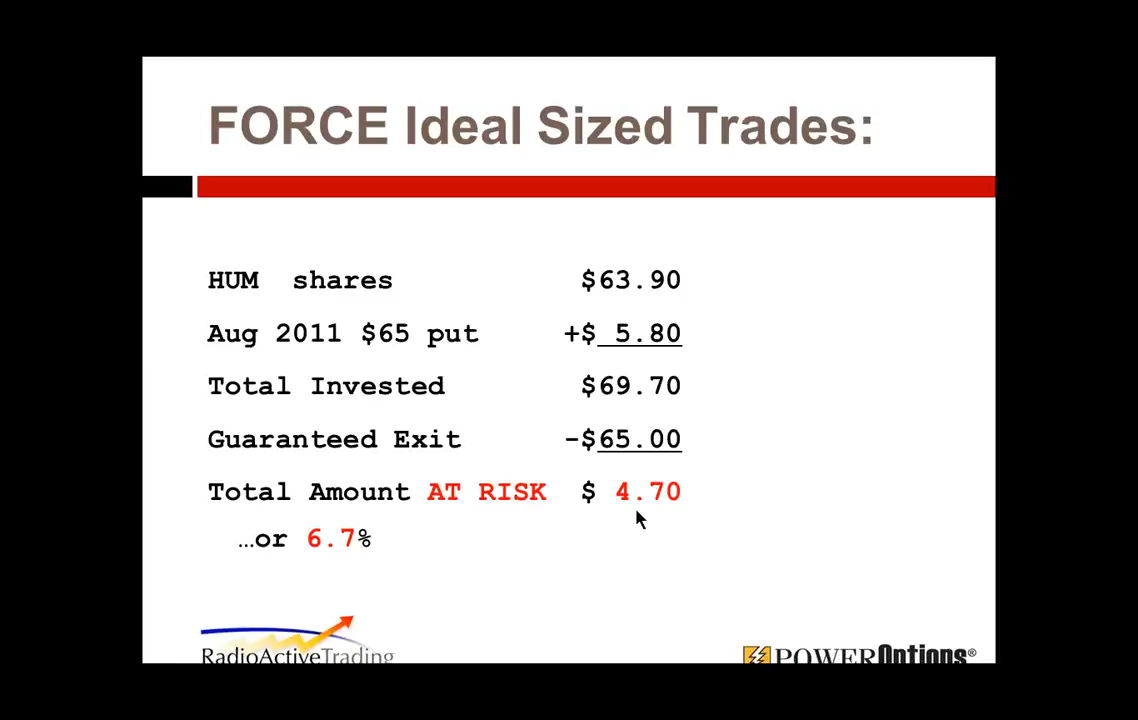 FORCE Ideal Sized Trades:
HUM shares $63.90
Aug 2011 $65 put +$ 5.80
Total Invested $69.70
Guaranteed Exit -$65.00
Total Amount AT RISK $ 4.70
…or 6.7%
RadioActiveTrading
POWEROptions®